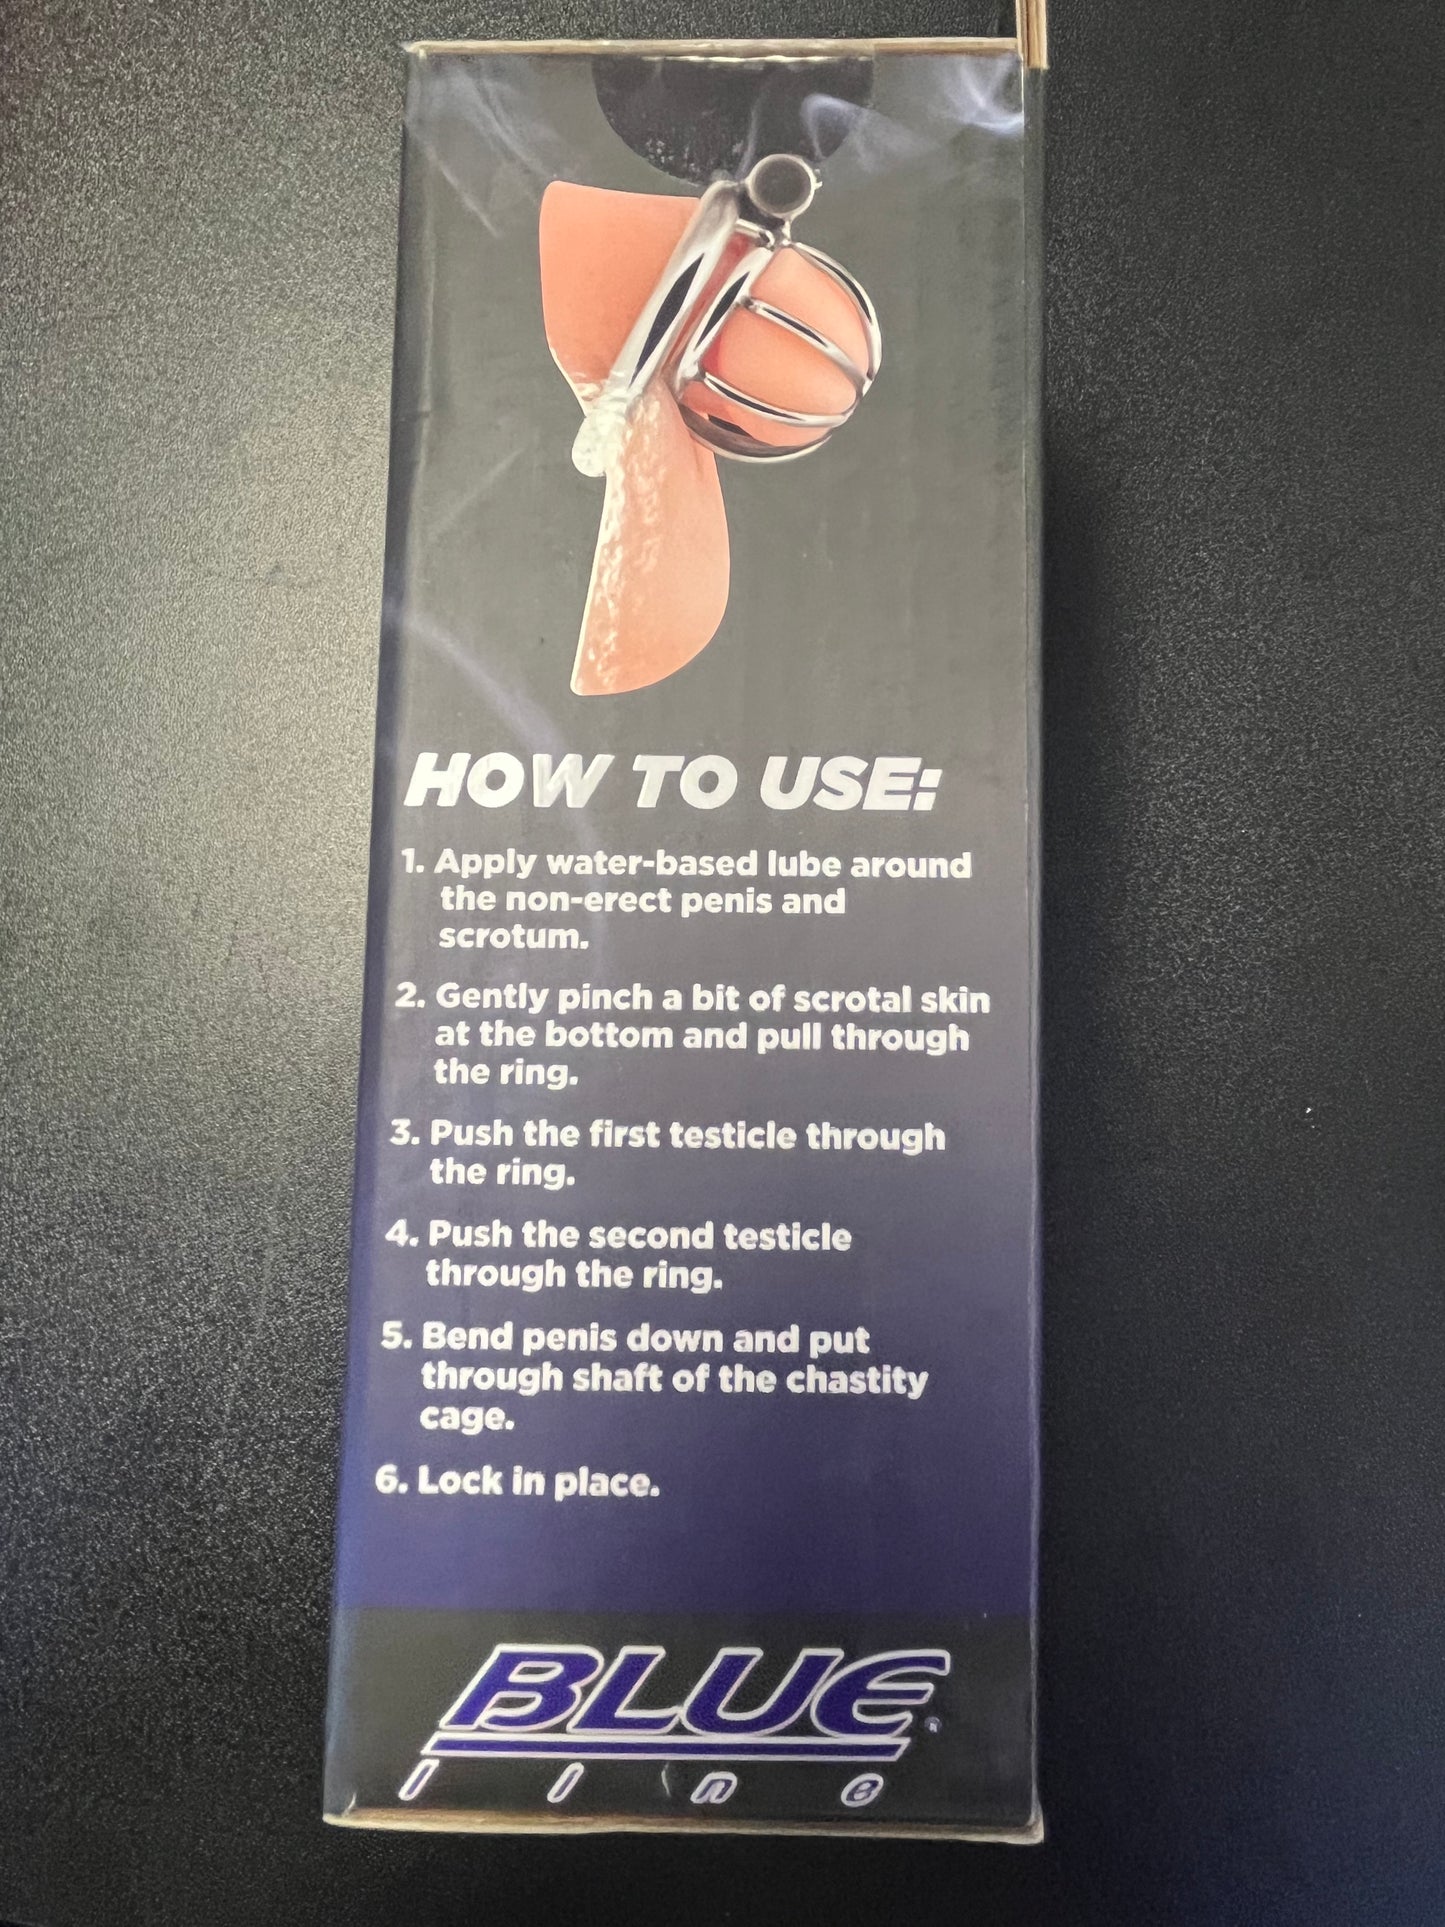 HOW TO USE:
1. Apply water-based lube around
the non-erect penis and
scrotum.
2. Gently pinch a bit of scrotal skin
at the bottom and pull through
the ring.
3. Push the first testicle through
the ring.
4. Push the second testicle
through the ring.
5. Bend penis down and put
through shaft of the chastity
cage.
6. Lock in place.
BLUE®
line